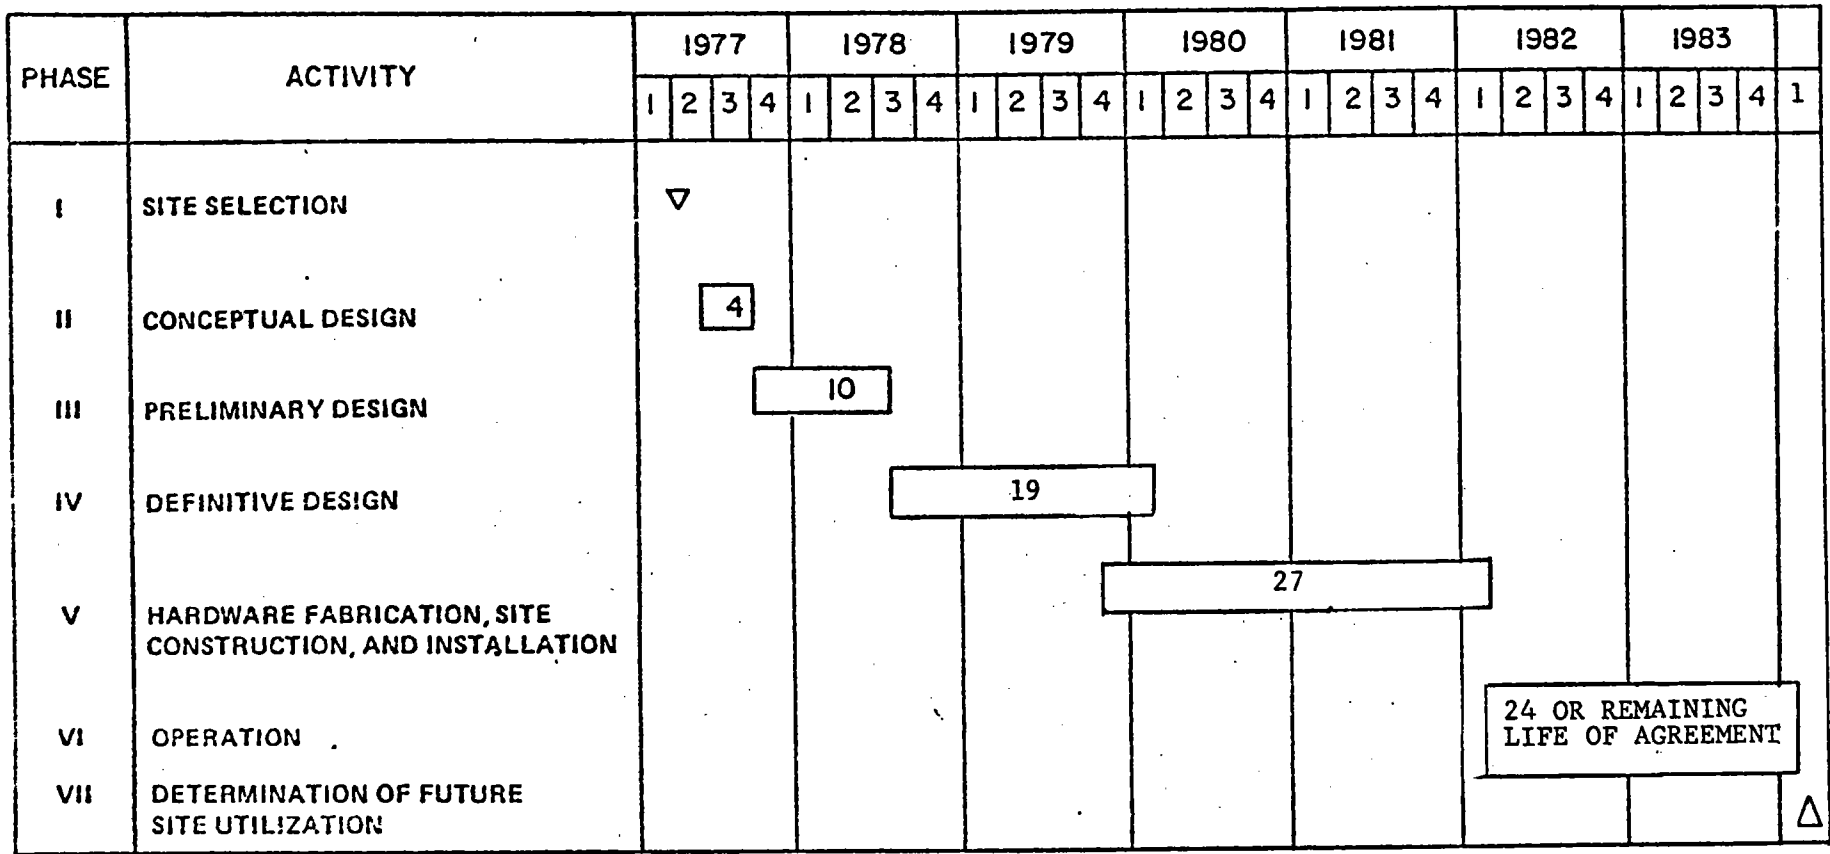 PHASE ACTIVITY 1977 1978 1979 1980 1981 1982 1983
1 2 3 4 1 2 3 4 1 2 3 4 1 2 3 4 1 2 3 4 1 2 3 4 1 2 3 4 1
I SITE SELECTION
II CONCEPTUAL DESIGN 4
III PRELIMINARY DESIGN 10
IV DEFINITIVE DESIGN 19
V HARDWARE FABRICATION, SITE 27
CONSTRUCTION, AND INSTALLATION
VI OPERATION 24 OR REMAINING
LIFE OF AGREEMENT
VII DETERMINATION OF FUTURE
SITE UTILIZATION